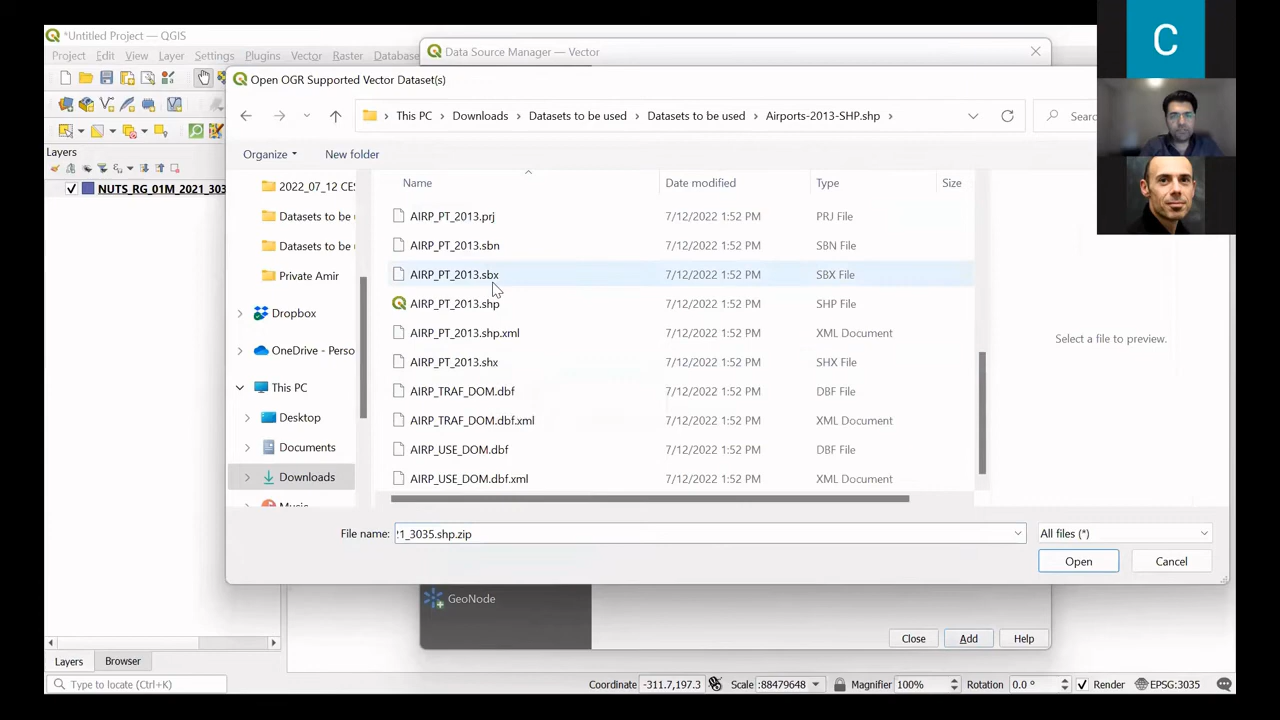 *Untitled Project — QGIS
Project Edit View Layer Settings Plugins Vector Raster Database
Data Source Manager — Vector
Open OGR Supported Vector Dataset(s)
This PC Downloads Datasets to be used Datasets to be used Airports-2013-SHP.shp
Organize New folder
Name Date modified Type Size
AIRP_PT_2013.prj 7/12/2022 1:52 PM PRJ File
AIRP_PT_2013.sbn 7/12/2022 1:52 PM SBN File
AIRP_PT_2013.sbx 7/12/2022 1:52 PM SBX File
AIRP_PT_2013.shp 7/12/2022 1:52 PM SHP File
AIRP_PT_2013.shp.xml 7/12/2022 1:52 PM XML Document
AIRP_PT_2013.shx 7/12/2022 1:52 PM SHX File
AIRP_TRAF_DOM.dbf 7/12/2022 1:52 PM DBF File
AIRP_TRAF_DOM.dbf.xml 7/12/2022 1:52 PM XML Document
AIRP_USE_DOM.dbf 7/12/2022 1:52 PM DBF File
AIRP_USE_DOM.dbf.xml 7/12/2022 1:52 PM XML Document
2022_07_12 CES
Datasets to be
Datasets to be
Private Amir
Dropbox
OneDrive - Perso
This PC
Desktop
Documents
Downloads
Select a file to preview.
File name: 1_3035.shp.zip All files (*)
Open Cancel
Layers
NUTS_RG_01M_2021_303
GeoNode
Close Add Help
Layers Browser
Type to locate (Ctrl+K)
Coordinate -311.7,197.3 Scale :88479648 Magnifier 100% Rotation 0.0 ° Render EPSG:3035
C